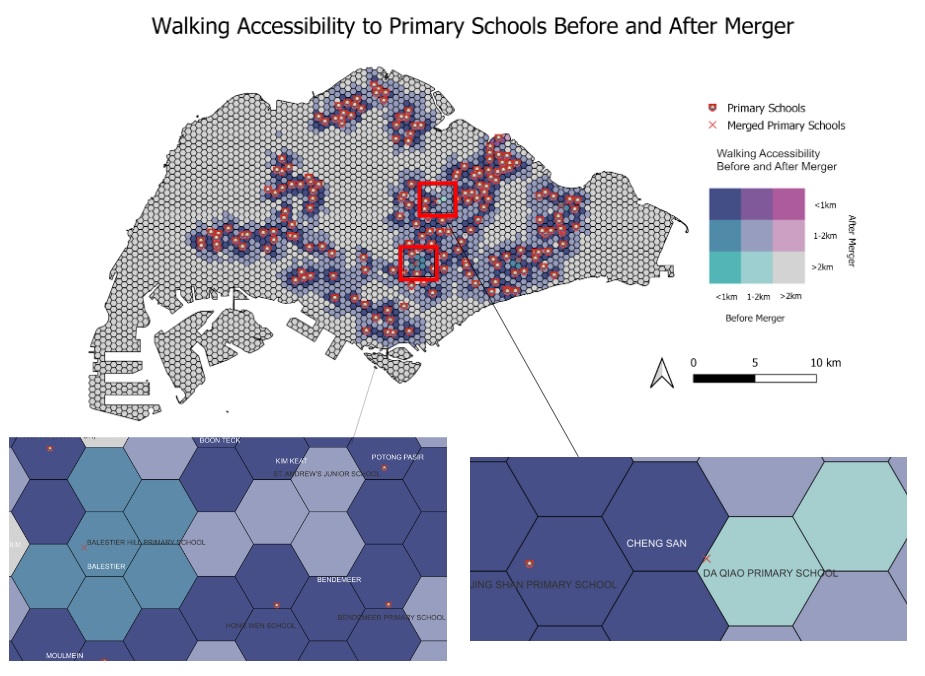 Walking Accessibility to Primary Schools Before and After Merger
Primary Schools
Merged Primary Schools
Walking Accessibility
Before and After Merger
<1km
1-2km
>2km
After Merger
<1km 1-2km >2km
Before Merger
0 5 10 km
BOON TECK
KIM KEAT
POTONG PASIR
ST ANDREW'S JUNIOR SCHOOL
BALESTIER HILL PRIMARY SCHOOL
BALESTIER
BENDEMEER
BENDEMEER PRIMARY SCHOOL
HONG WEN SCHOOL
MOULMEIN
CHENG SAN
DA QIAO PRIMARY SCHOOL
JING SHAN PRIMARY SCHOOL